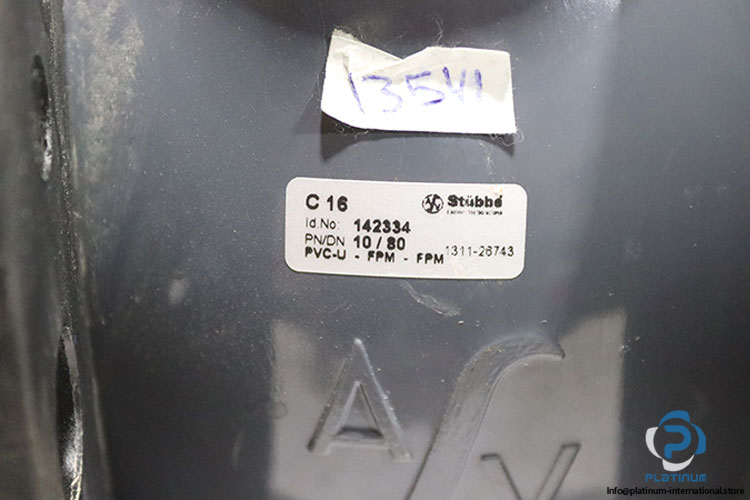 13541
C 16
Stübbe
Id.No: 142334
PN/DN 10 / 80
PVC-U - FPM - FPM 1311-26743
A V
PLATINUM
Info@platinum-international.store